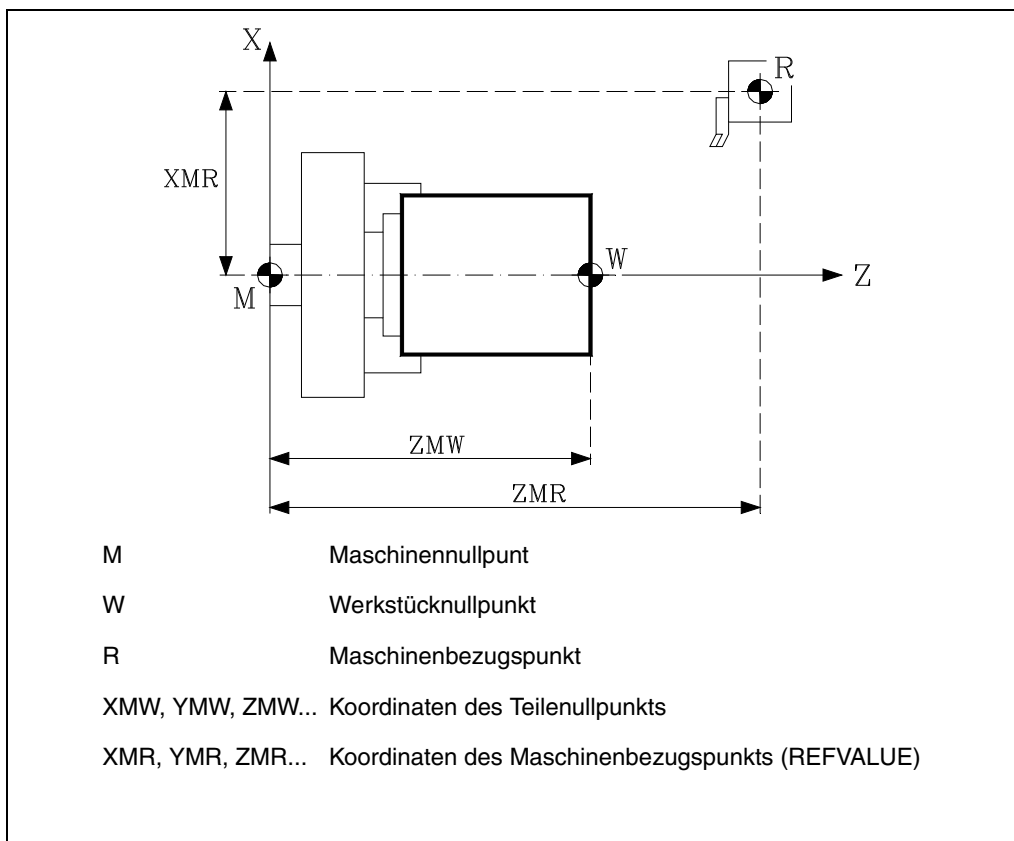 X
R
XMR
W
Z
M
ZMW
ZMR
M Maschinennullpunt
W Werkstücknullpunkt
R Maschinenbezugspunkt
XMW, YMW, ZMW... Koordinaten des Teilenullpunkts
XMR, YMR, ZMR... Koordinaten des Maschinenbezugspunkts (REFVALUE)